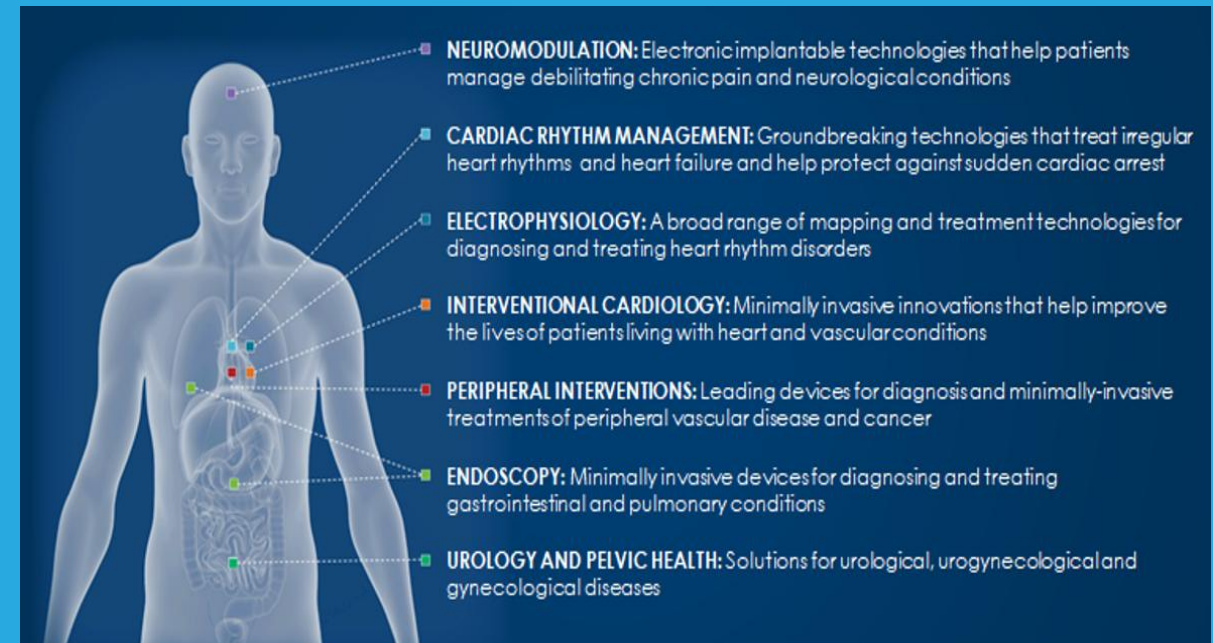 NEUROMODULATION: Electronic implantable technologies that help patients
manage debilitating chronic pain and neurological conditions
CARDIAC RHYTHM MANAGEMENT: Groundbreaking technologies that treat irregular
heart rhythms and heart failure and help protect against sudden cardiac arrest
ELECTROPHYSIOLOGY: A broad range of mapping and treatment technologies for
diagnosing and treating heart rhythm disorders
INTERVENTIONAL CARDIOLOGY: Minimally invasive innovations that help improve
the lives of patients living with heart and vascular conditions
PERIPHERAL INTERVENTIONS: Leading devices for diagnosis and minimally-invasive
treatments of peripheral vascular disease and cancer
ENDOSCOPY: Minimally invasive devices for diagnosing and treating
gastrointestinal and pulmonary conditions
UROLOGY AND PELVIC HEALTH: Solutions for urological, urogynecological and
gynecological diseases